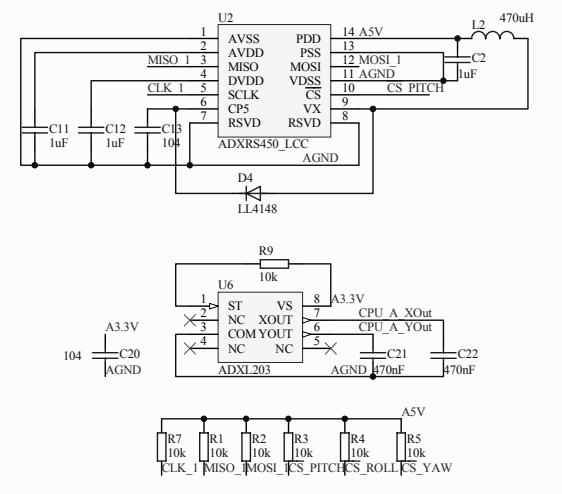 U2
470uH
L2
1 AVSS PDD 14 A5V
2 AVDD PSS 13
MISO_1 3 MISO MOSI 12 MOSI_1
C2
4 DVDD VDSS 11 AGND
1uF
CLK_1 5 SCLK CS 10 CS_PITCH
6 CP5 VX 9
7 RSVD RSVD 8
C11 C12 C13
1uF 1uF 104
ADXRS450_LCC
AGND
D4
LL4148
R9
10k
U6
1 ST VS 8 A3.3V
2 NC XOUT 7 CPU_A_XOut
3 COM YOUT 6 CPU_A_YOut
4 NC NC 5
A3.3V
104 C20
AGND
ADXL203
C21 C22
AGND 470nF 470nF
A5V
R7 R1 R2 R3 R4 R5
10k 10k 10k 10k 10k 10k
CLK_1 MISO_1 MOSI_1 CS_PITCH CS_ROLL CS_YAW